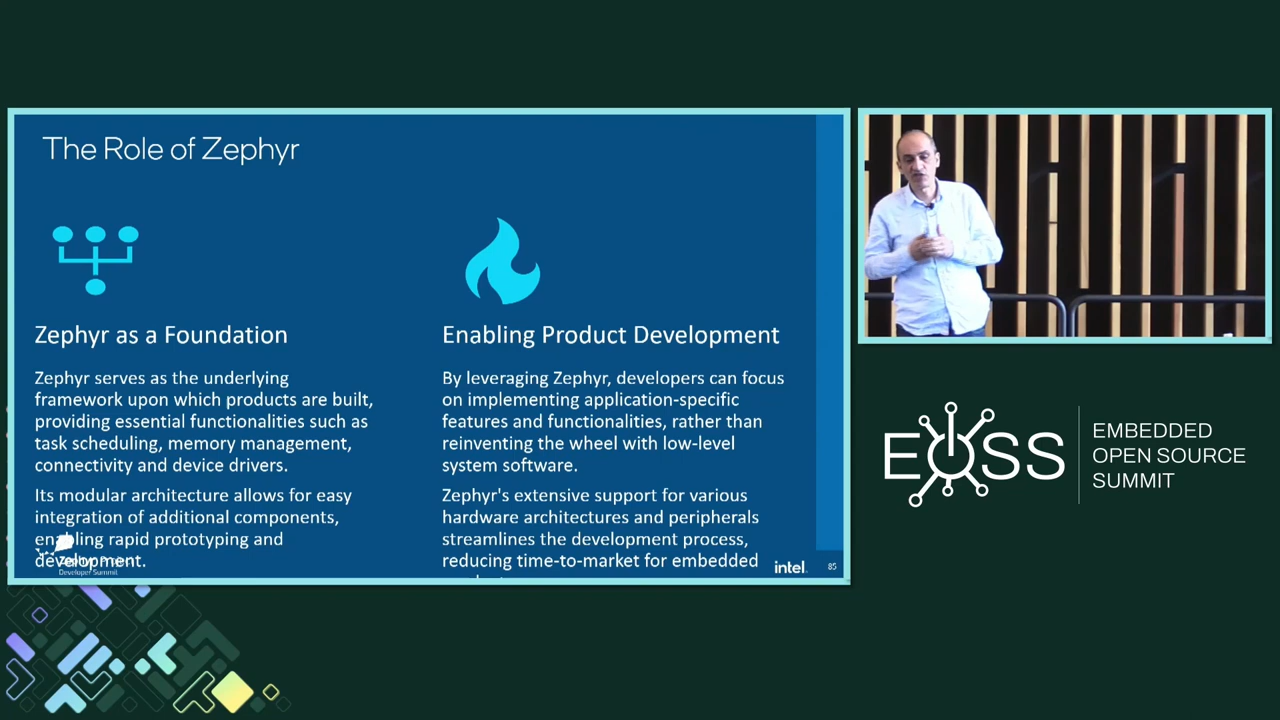 The Role of Zephyr
Zephyr as a Foundation
Zephyr serves as the underlying
framework upon which products are built,
providing essential functionalities such as
task scheduling, memory management,
connectivity and device drivers.
Its modular architecture allows for easy
integration of additional components,
enabling rapid prototyping and
development.
Developer Summit
Enabling Product Development
By leveraging Zephyr, developers can focus
on implementing application-specific
features and functionalities, rather than
reinventing the wheel with low-level
system software.
Zephyr's extensive support for various
hardware architectures and peripherals
streamlines the development process,
reducing time-to-market for embedded
intel.
85
EOSS
EMBEDDED
OPEN SOURCE
SUMMIT